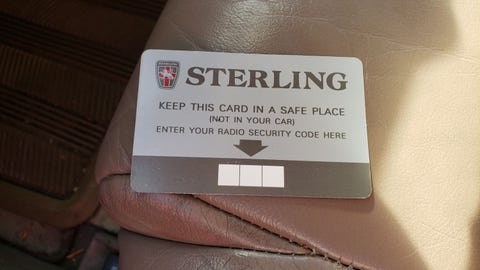 STERLING
KEEP THIS CARD IN A SAFE PLACE
(NOT IN YOUR CAR)
ENTER YOUR RADIO SECURITY CODE HERE